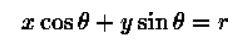 x cos θ + y sin θ = r